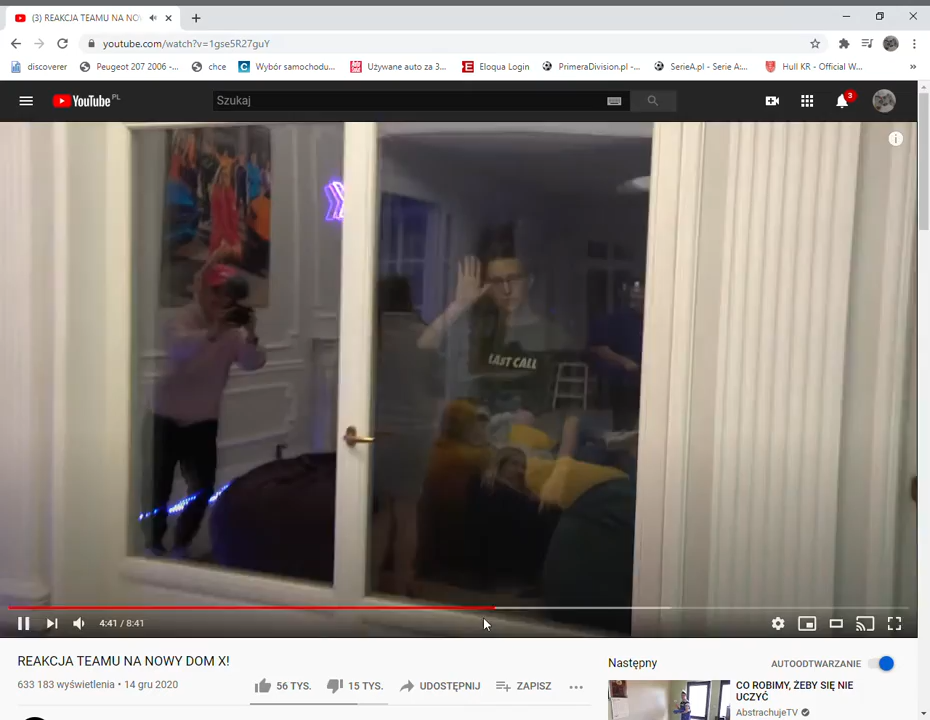 (3) REAKCJA TEAMU NA NO
youtube.com/watch?v=1gse5R27guY
discoverer
Peugeot 207 2006 -...
chce
Wybór samochodu...
Używane auto za 3...
Eloqua Login
PrimeraDivision.pl -...
SerieA.pl - Serie A:...
Hull KR - Official W...
»
YouTube PL
Szukaj
3
LAST CALL
4:41 / 8:41
REAKCJA TEAMU NA NOWY DOM X!
633 183 wyświetlenia • 14 gru 2020
56 TYS.
15 TYS.
UDOSTĘPNIJ
ZAPISZ
Następny
AUTOODTWARZANIE
CO ROBIMY, ŻEBY SIĘ NIE
UCZYĆ
AbstrachujeTV